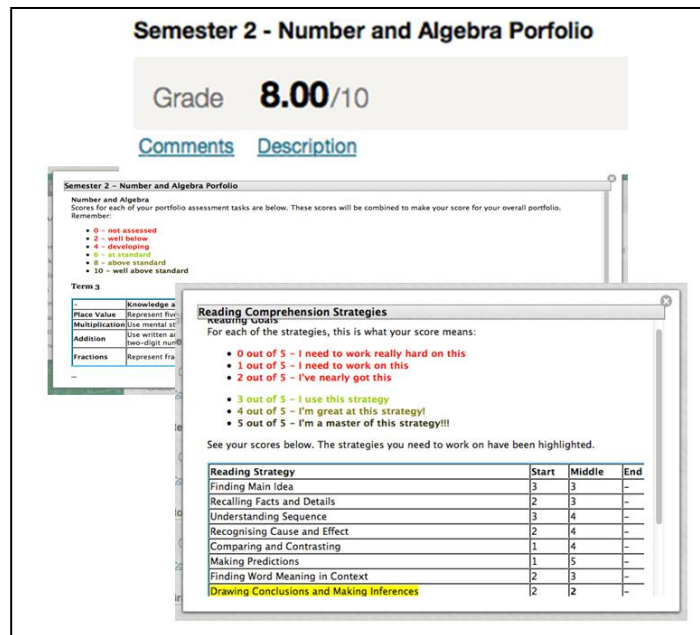 Semester 2 - Number and Algebra Porfolio
Grade 8.00/10
Comments Description
Semester 2 - Number and Algebra Porfolio
Number and Algebra
Scores for each of your portfolio assessment tasks are below. These scores will be combined to make your score for your overall portfolio.
Remember:
• 0 - not assessed
• 2 - well below
• 4 - developing
• 6 - at standard
• 8 - above standard
• 10 - well above standard
Term 3
- Knowledge a
Place Value Represent five
Multiplication Use mental st
Addition Use written a
two-digit num
Fractions Represent fra
–
Reading Comprehension Strategies
Reading Goals
For each of the strategies, this is what your score means:
• 0 out of 5 - I need to work really hard on this
• 1 out of 5 - I need to work on this
• 2 out of 5 - I've nearly got this
• 3 out of 5 - I use this strategy
• 4 out of 5 - I'm great at this strategy!
• 5 out of 5 - I'm a master of this strategy!!!
See your scores below. The strategies you need to work on have been highlighted.
Reading Strategy Start Middle End
Finding Main Idea 3 3 -
Recalling Facts and Details 2 3 -
Understanding Sequence 3 4 -
Recognising Cause and Effect 2 4 -
Comparing and Contrasting 1 4 -
Making Predictions 1 5 -
Finding Word Meaning in Context 2 3 -
Drawing Conclusions and Making Inferences 2 2 -